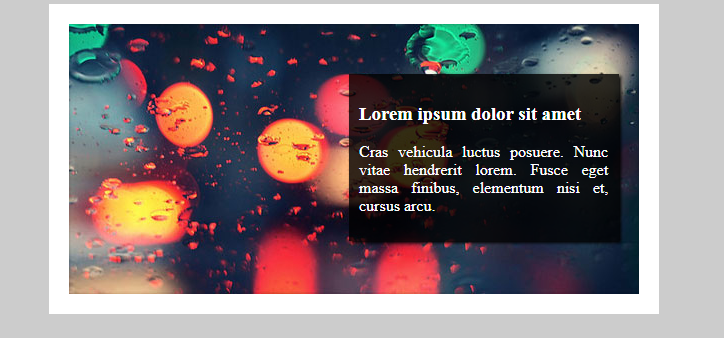 Lorem ipsum dolor sit amet
Cras vehicula luctus posuere. Nunc
vitae hendrerit lorem. Fusce eget
massa finibus, elementum nisi et,
cursus arcu.